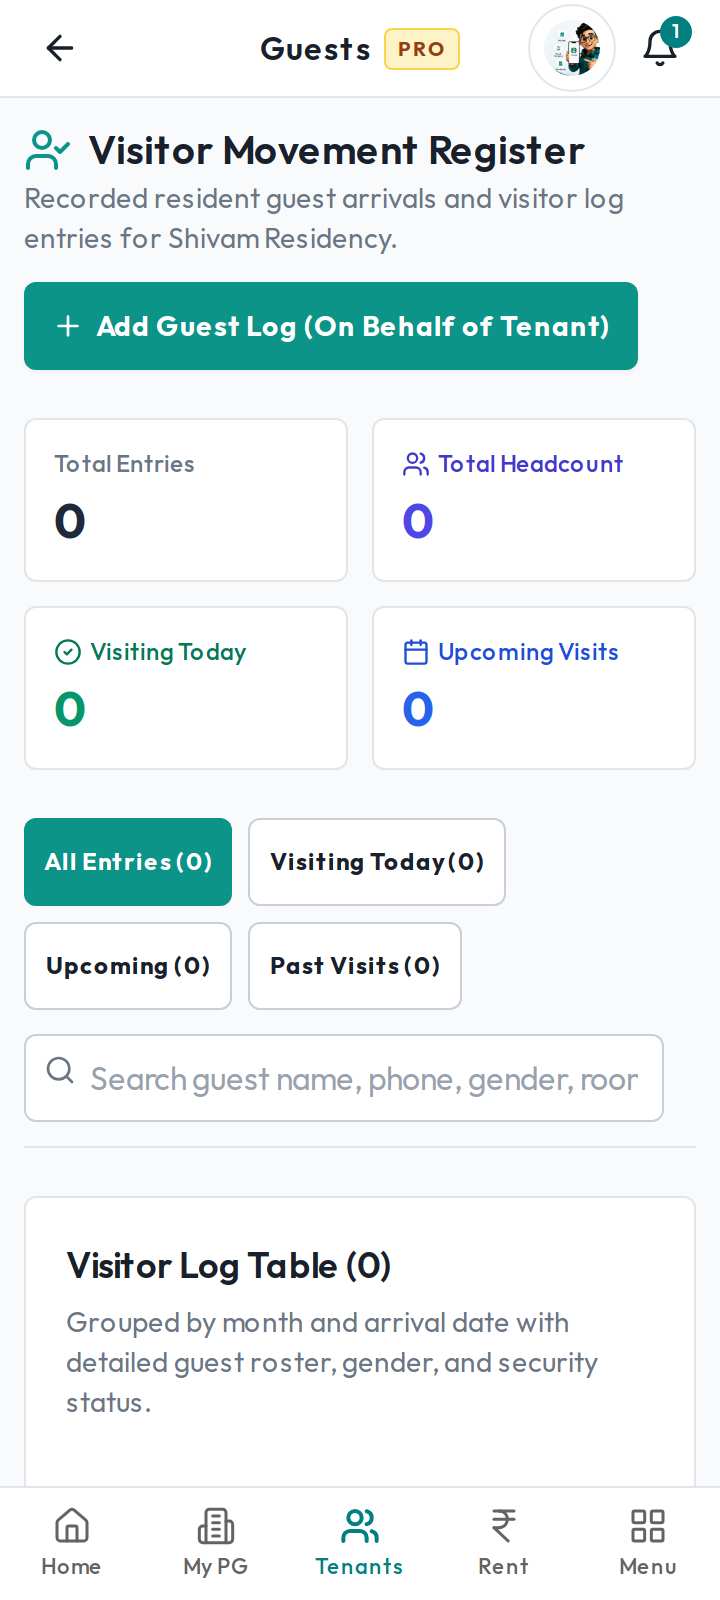 Guests PRO
1
Visitor Movement Register
Recorded resident guest arrivals and visitor log
entries for Shivam Residency.
+ Add Guest Log (On Behalf of Tenant)
Total Entries
0
Total Headcount
0
Visiting Today
0
Upcoming Visits
0
All Entries (0)
Visiting Today (0)
Upcoming (0)
Past Visits (0)
Search guest name, phone, gender,
Visitor Log Table (0)
Grouped by month and arrival date with
detailed guest roster, gender, and security
status.
Home
My PG
Tenants
Rent
Menu